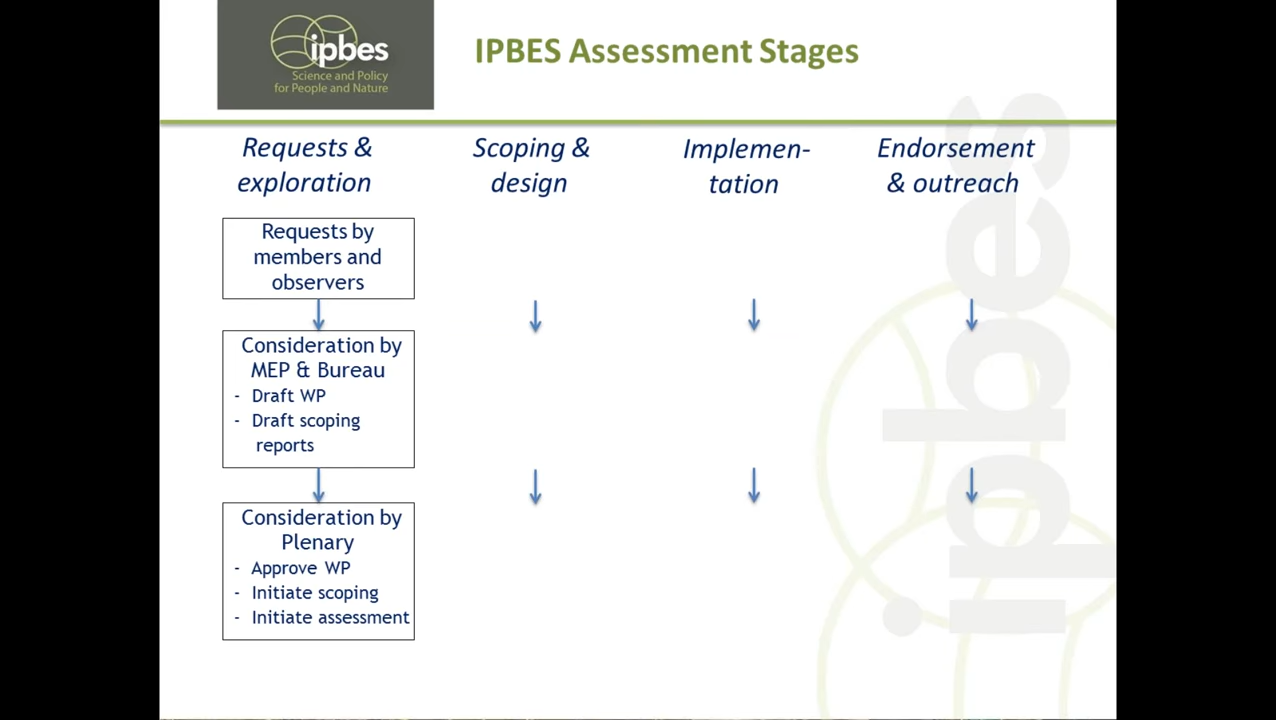 ipbes
Science and Policy
for People and Nature
IPBES Assessment Stages
Requests &
exploration
Scoping &
design
Implemen-
tation
Endorsement
& outreach
Requests by
members and
observers
Consideration by
MEP & Bureau
- Draft WP
- Draft scoping
reports
Consideration by
Plenary
- Approve WP
- Initiate scoping
- Initiate assessment
ipbes